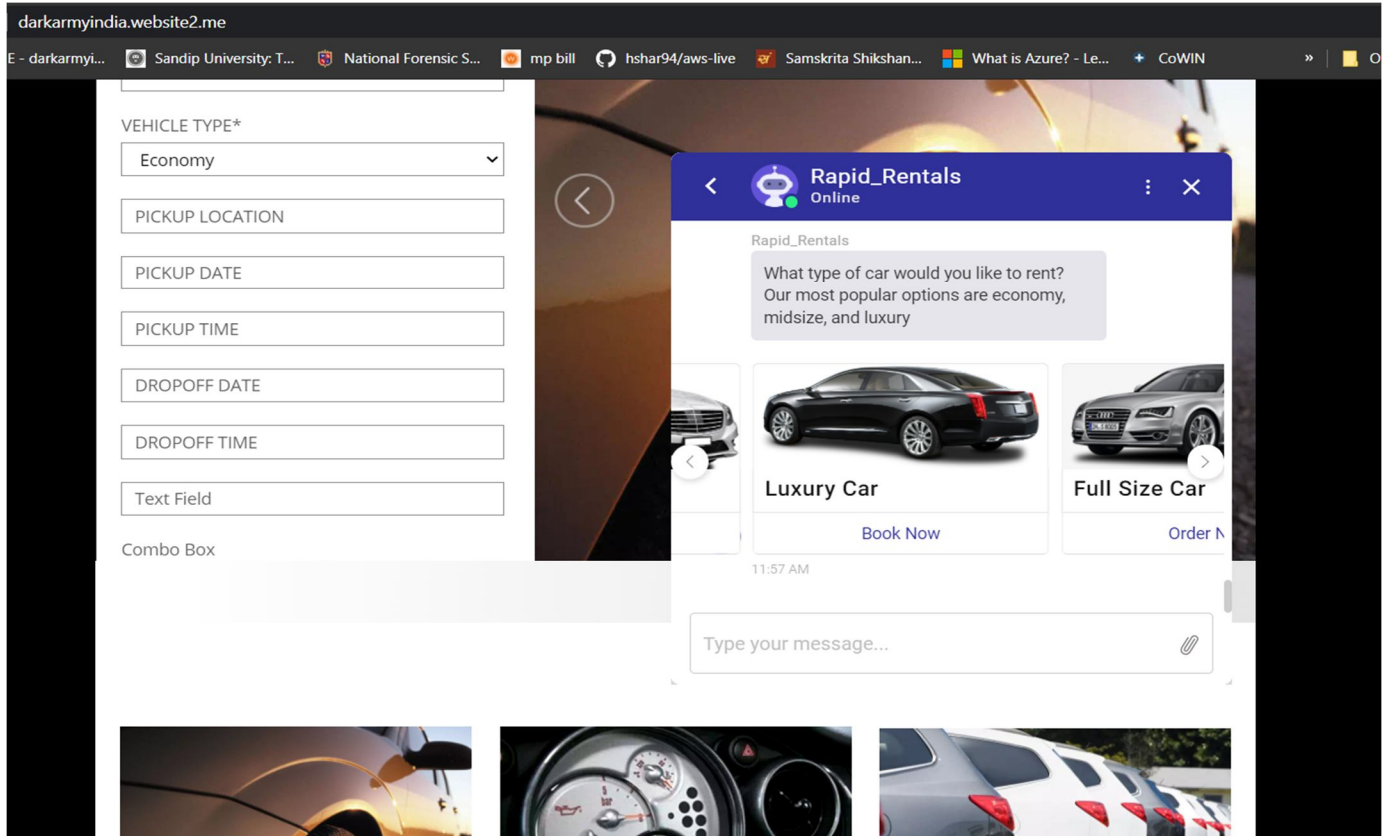 darkarmyindia.website2.me
E - darkarmyi... Sandip University: T... National Forensic S... mp bill hshar94/aws-live Samskrita Shikshan... What is Azure? - Le... CoWIN » O
VEHICLE TYPE*
Economy
PICKUP LOCATION
PICKUP DATE
PICKUP TIME
DROPOFF DATE
DROPOFF TIME
Text Field
Combo Box
Rapid_Rentals
Online
Rapid_Rentals
What type of car would you like to rent?
Our most popular options are economy,
midsize, and luxury
Luxury Car
Full Size Car
Book Now
Order N
11:57 AM
Type your message...